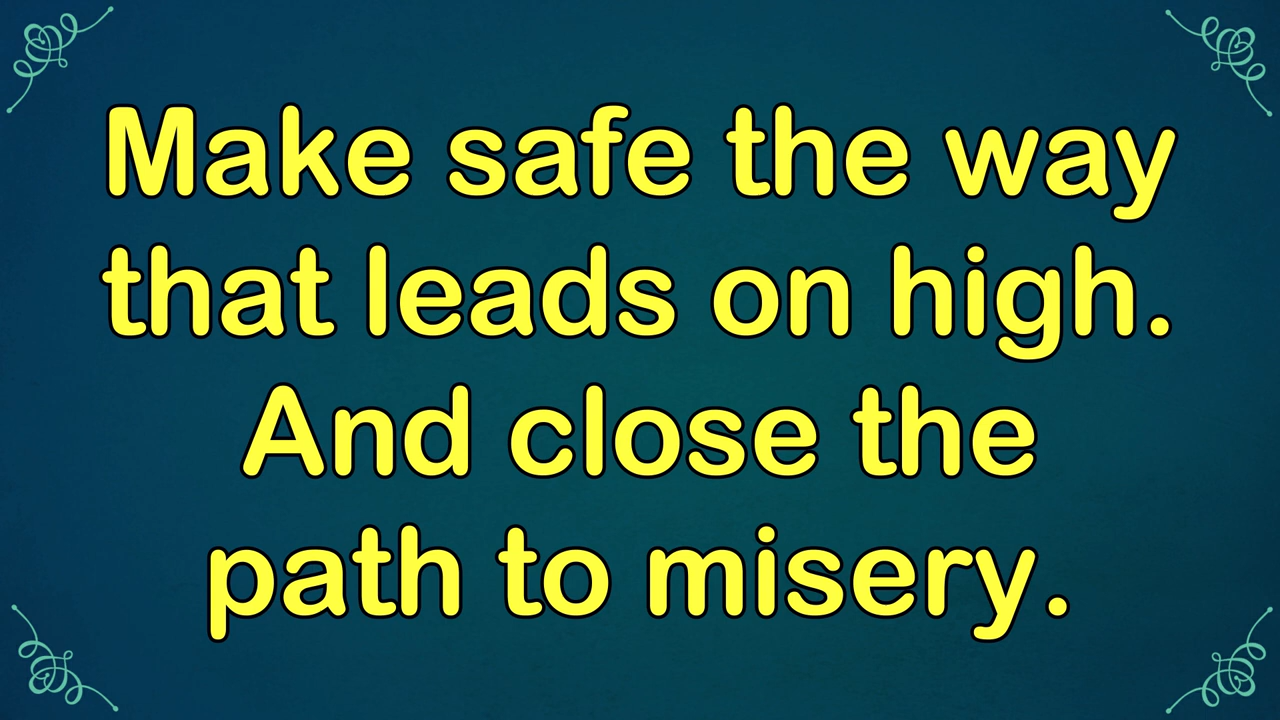 Make safe the way
that leads on high.
And close the
path to misery.